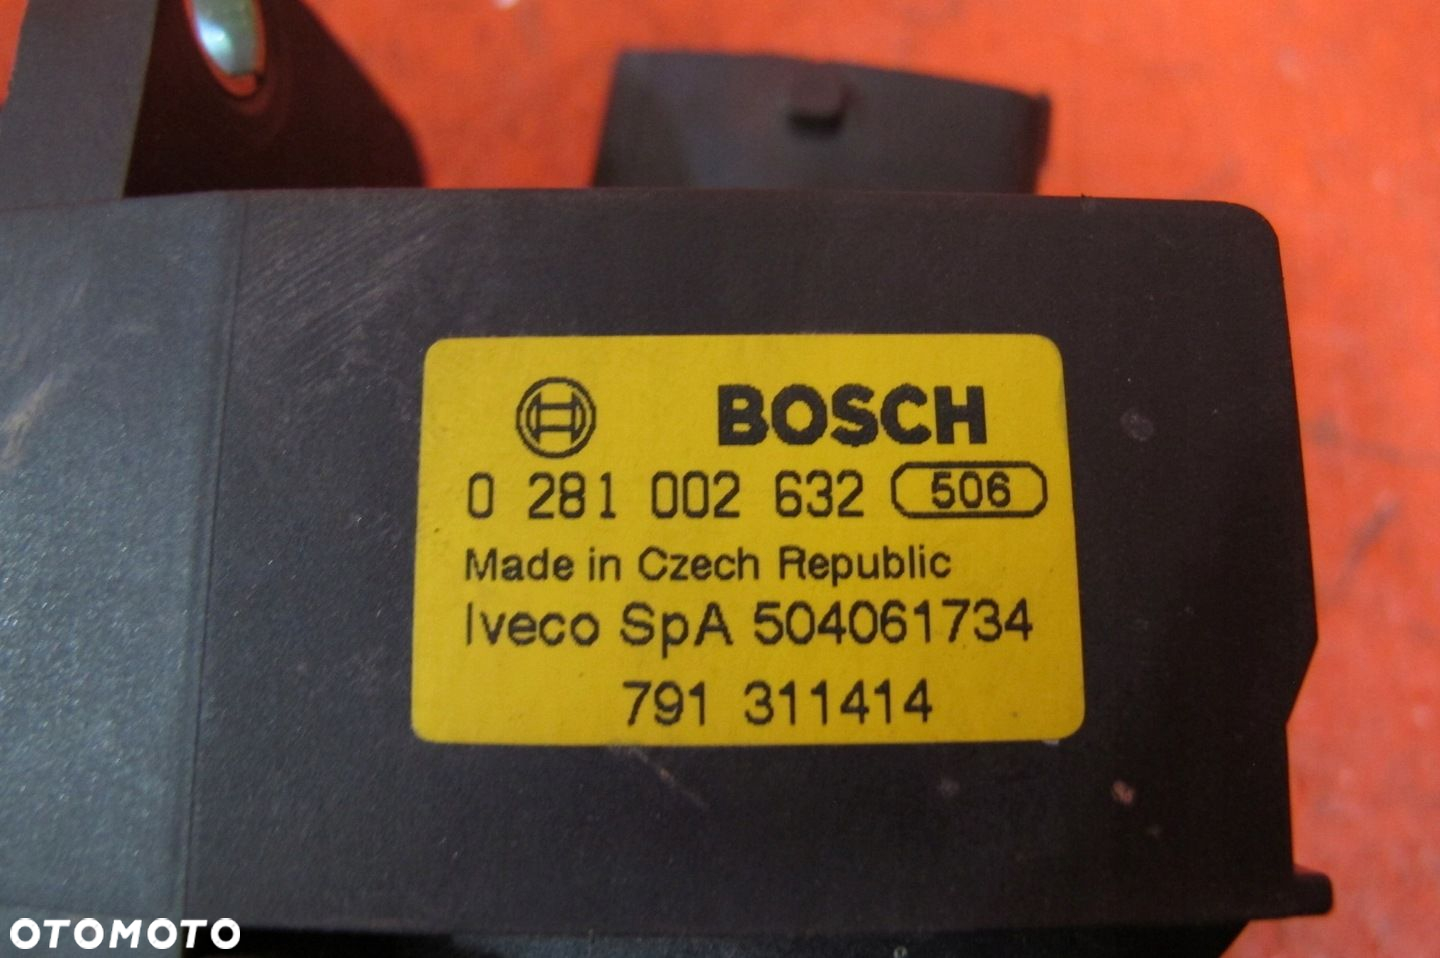 BOSCH
0 281 002 632 506
Made in Czech Republic
Iveco SpA 504061734
791 311414
OTOMOTO